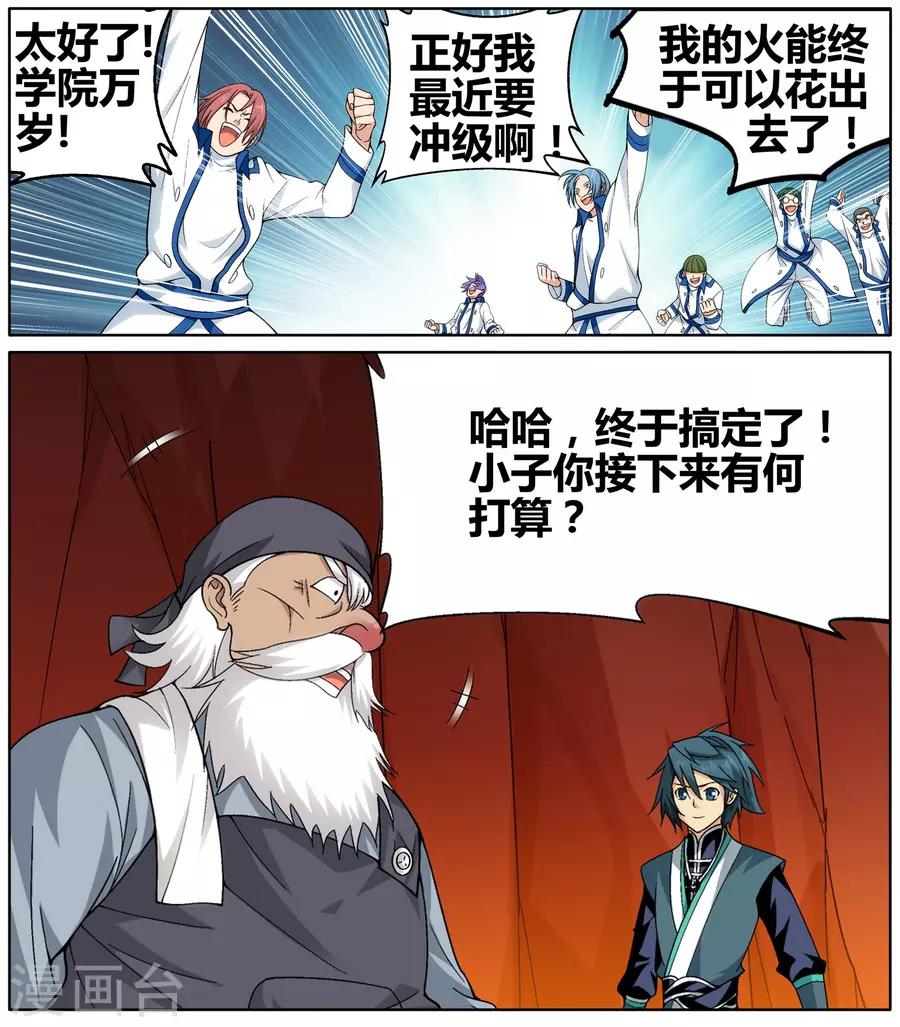 太好了!
学院万
岁!
正好我
最近要
冲级啊！
我的火能终
于可以花出
去了！
哈哈，终于搞定了！
小子你接下来有何
打算？
漫画台